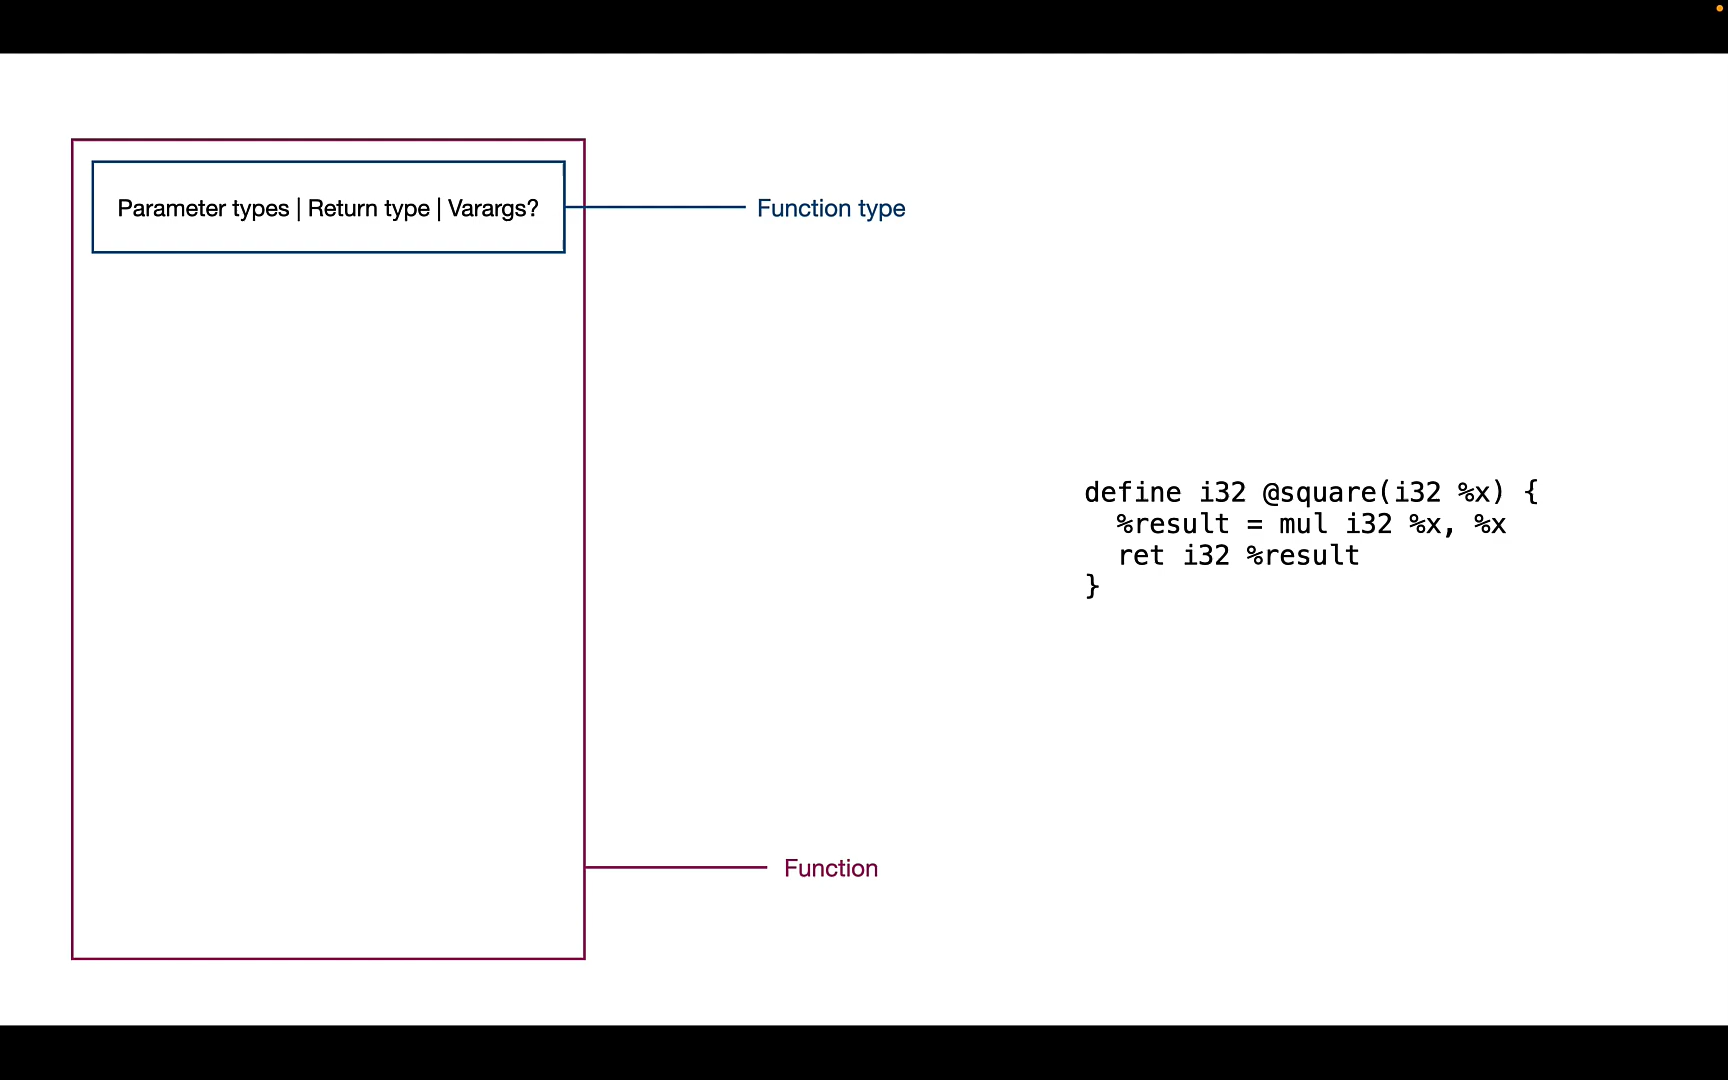 Parameter types | Return type | Varargs?
Function type
define i32 @square(i32 %x) {
  %result = mul i32 %x, %x
  ret i32 %result
}
Function